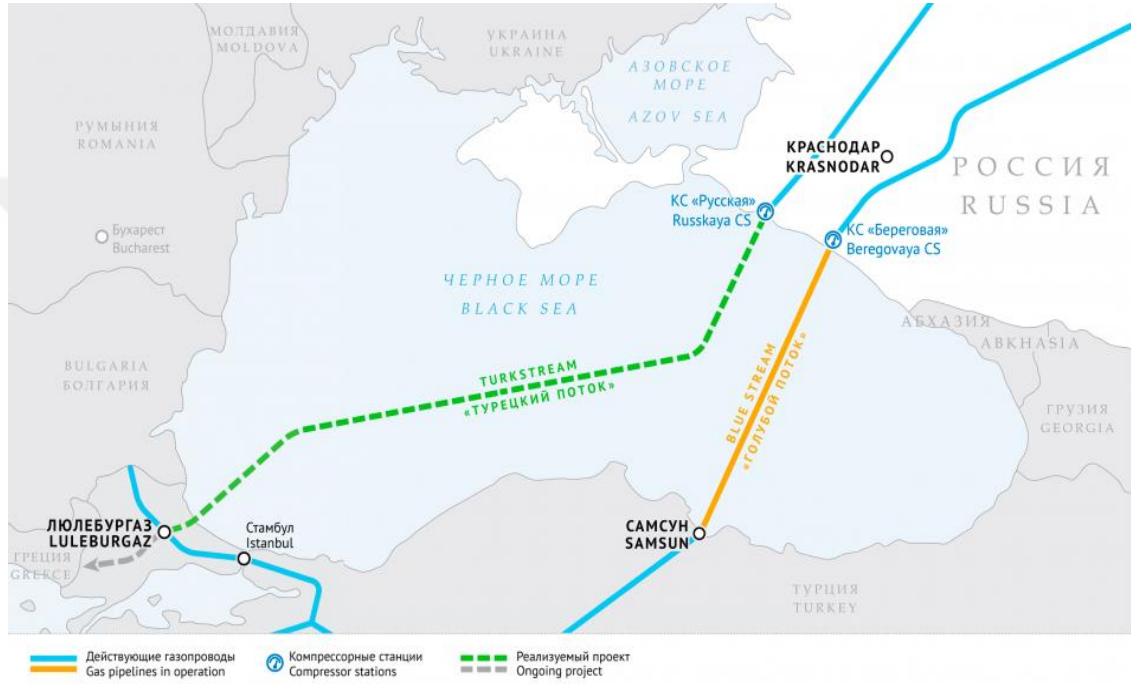 МОЛДАВИЯ
MOLDOVA
УКРАИНА
UKRAINE
АЗОВСКОЕ
МОРЕ
AZOV SEA
РУМЫНИЯ
ROMANIA
КРАСНОДАР
KRASNODAR
РОССИЯ
RUSSIA
КС «Русская»
Russkaya CS
КС «Береговая»
Beregovaya CS
Бухарест
Bucharest
ЧЕРНОЕ МОРЕ
BLACK SEA
АБХАЗИЯ
ABKHASIA
BULGARIA
БОЛГАРИЯ
TURKSTREAM
«ТУРЕЦКИЙ ПОТОК»
BLUE STREAM
«ГОЛУБОЙ ПОТОК»
ГРУЗИЯ
GEORGIA
ЛЮЛЕБУРГАЗ
LULEBURGAZ
Стамбул
Istanbul
САМСУН
SAMSUN
ГРЕЦИЯ
GREECE
ТУРЦИЯ
TURKEY
Действующие газопроводы
Gas pipelines in operation
Компрессорные станции
Compressor stations
Реализуемый проект
Ongoing project